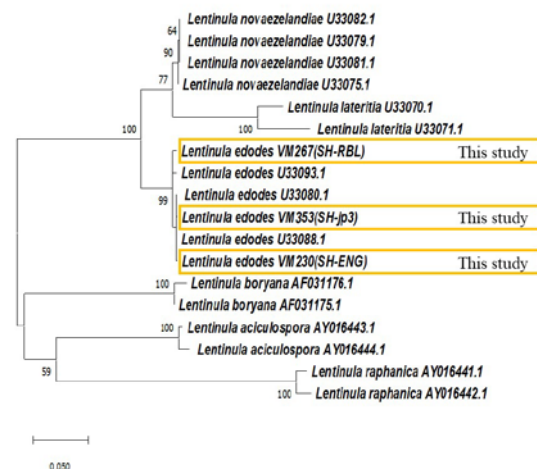 Lentinula novaezelandiae U33082.1
64
Lentinula novaezelandiae U33079.1
90
Lentinula novaezelandiae U33081.1
77
Lentinula novaezelandiae U33075.1
Lentinula lateritia U33070.1
100
100
Lentinula lateritia U33071.1
Lentinula edodes VM267(SH-RBL) This study
Lentinula edodes U33093.1
Lentinula edodes U33080.1
99
Lentinula edodes VM353(SH-jp3) This study
Lentinula edodes U33088.1
Lentinula edodes VM230(SH-ENG) This study
100
Lentinula boryana AF031176.1
Lentinula boryana AF031175.1
100
Lentinula aciculospora AY016443.1
Lentinula aciculospora AY016444.1
59
Lentinula raphanica AY016441.1
100
Lentinula raphanica AY016442.1
0.050